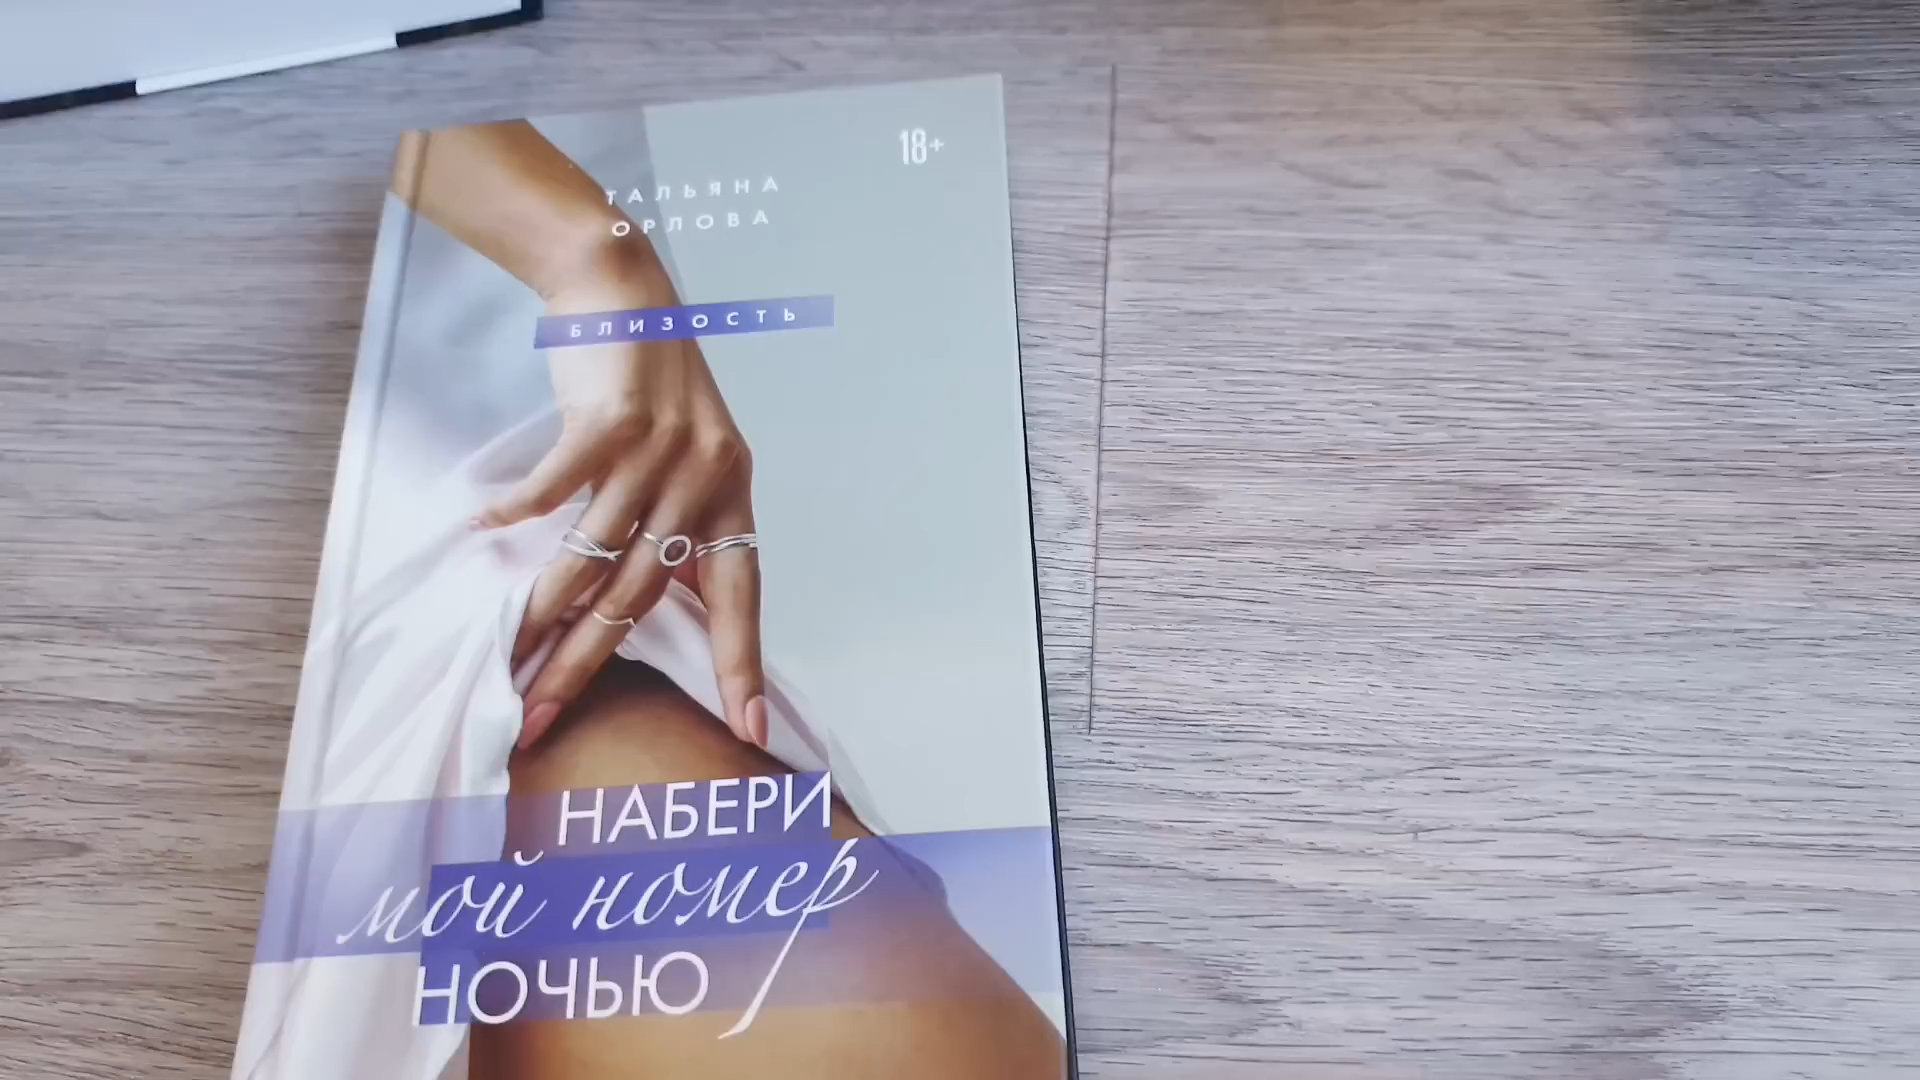 18+
ТАЛЬЯНА
ОРЛОВА
БЛИЗОСТЬ
НАБЕРИ
мой номер
НОЧЬЮ